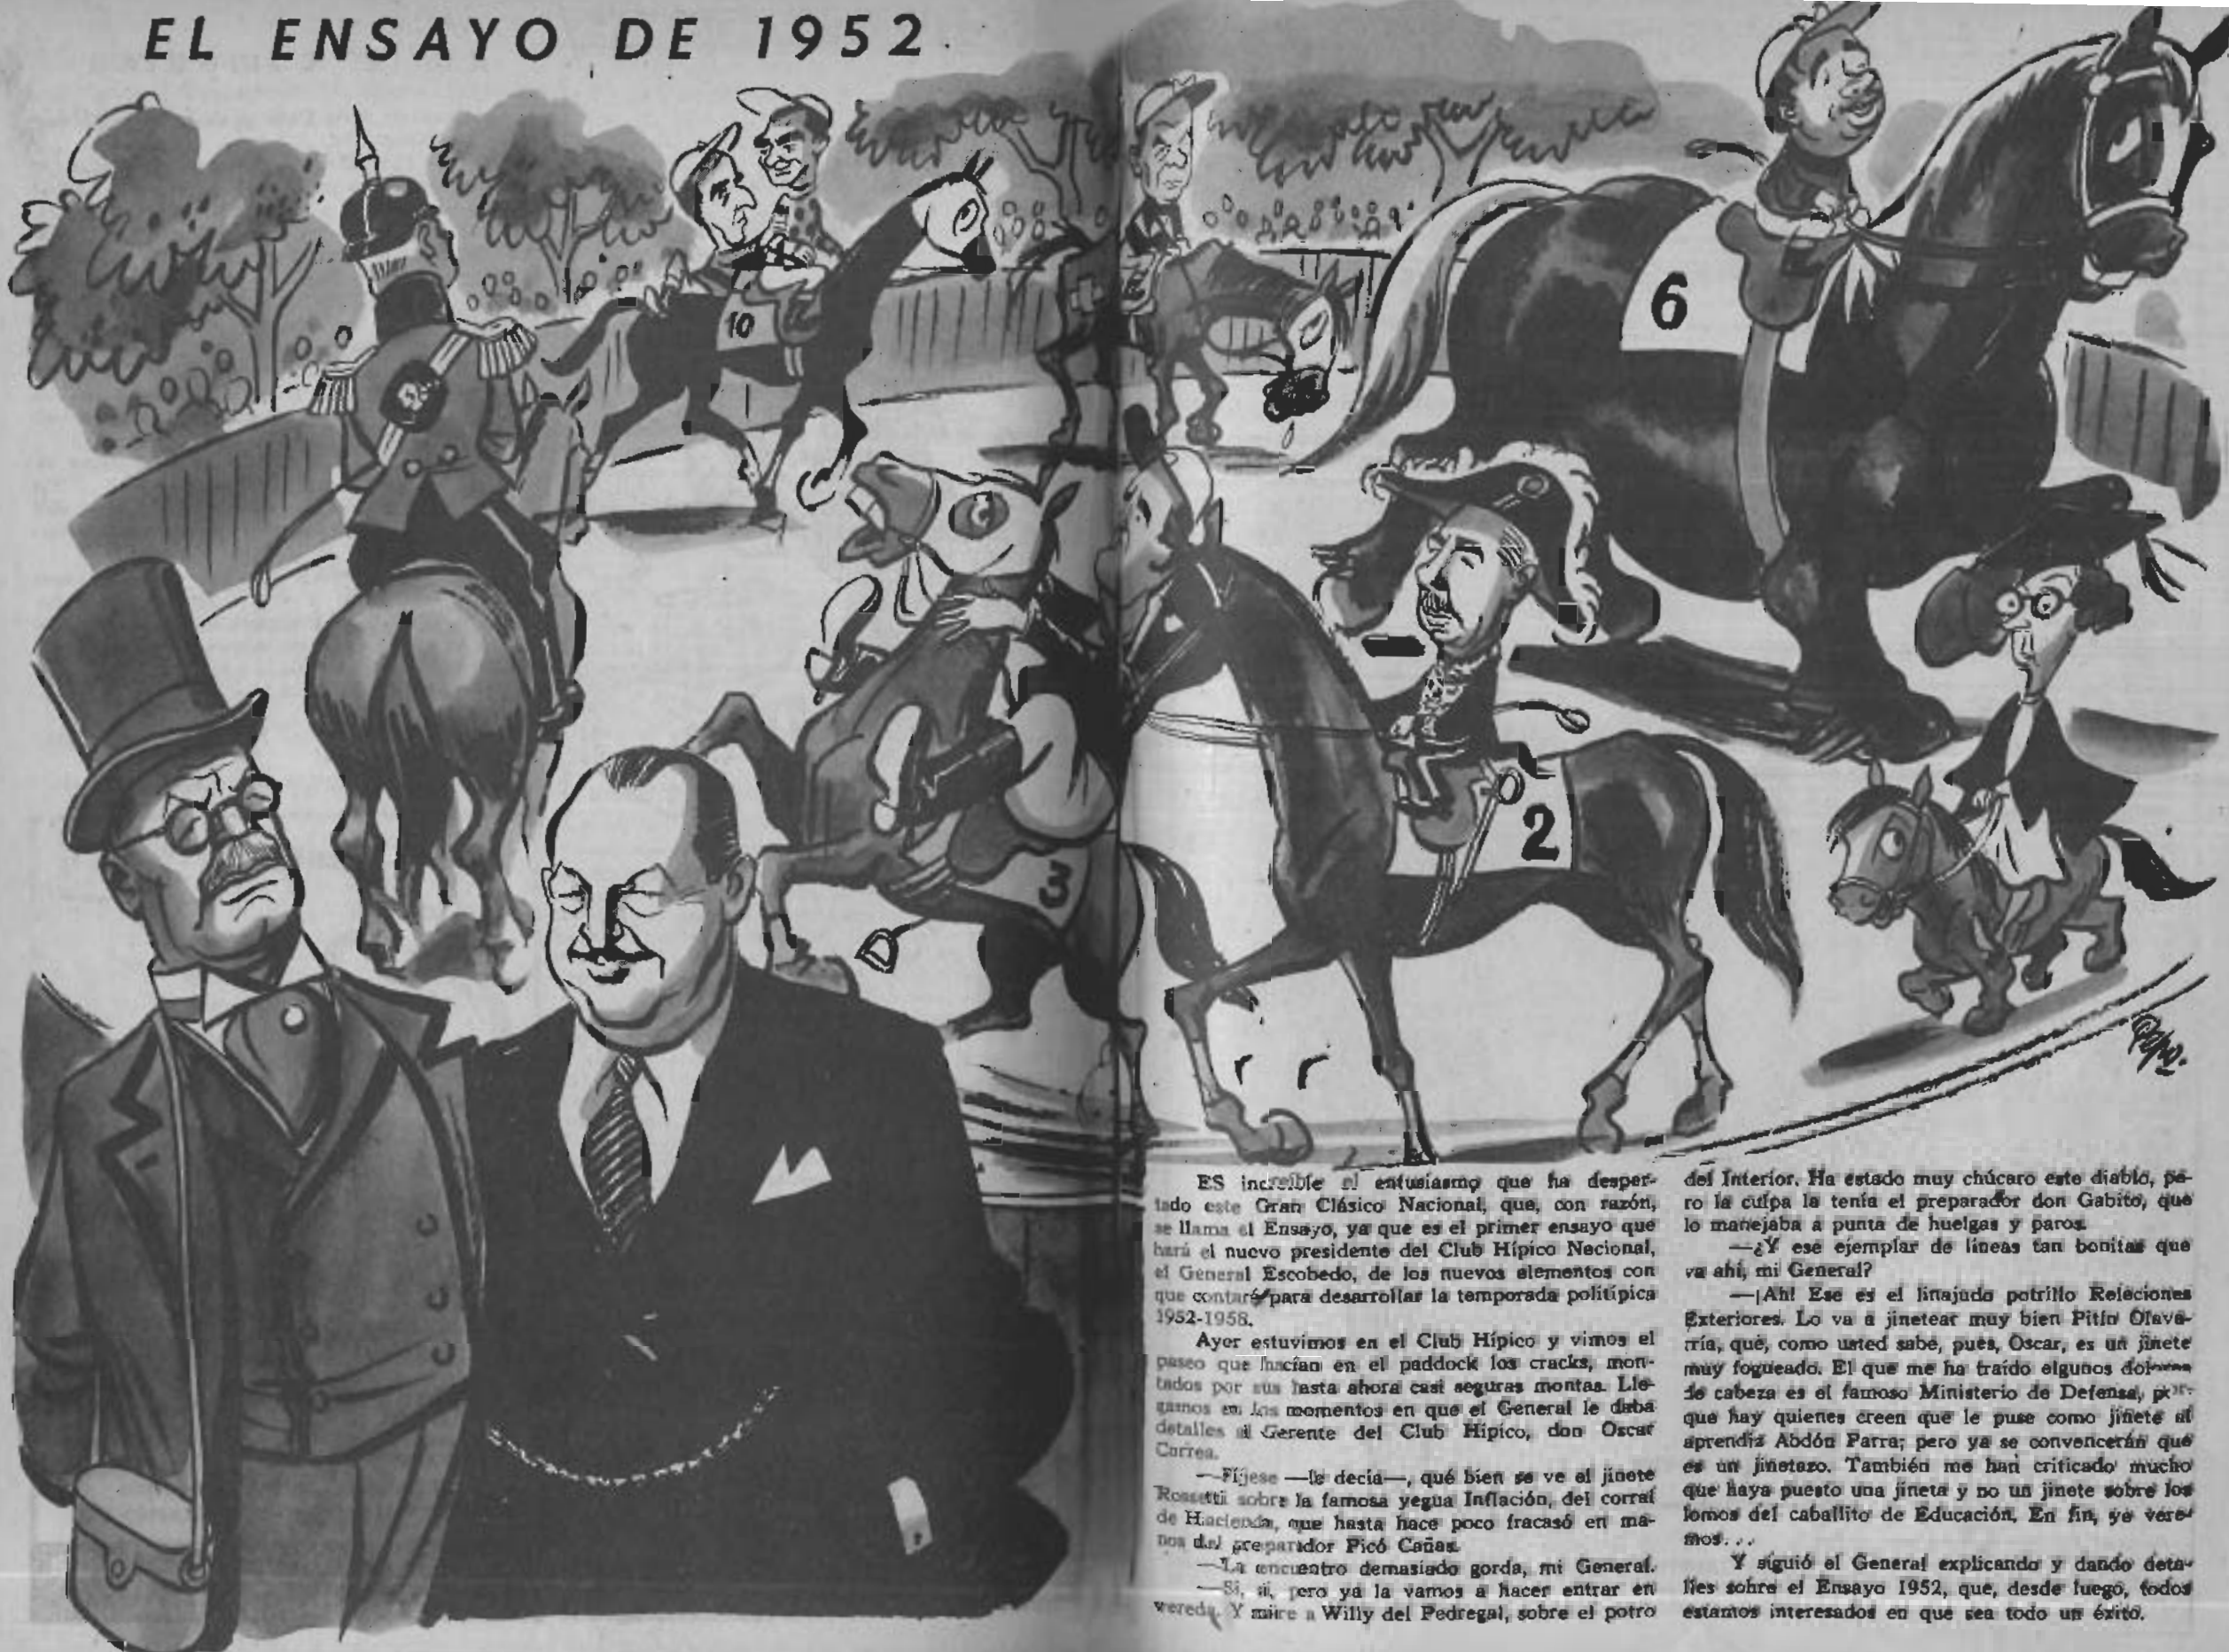 EL ENSAYO DE 1952
10
6
3
2
Pepo.
ES increíble el entusiasmo que ha desper-
tado este Gran Clásico Nacional, que, con razón,
se llama el Ensayo, ya que es el primer ensayo que
hará el nuevo presidente del Club Hípico Necional,
el General Escobedo, de los nuevos elementos con
que contará para desarrollar la temporada politípica
1952-1958.
Ayer estuvimos en el Club Hípico y vimos el
paseo que hacían en el paddock los cracks, mon-
tados por sus hasta ahora casi seguras montas. Lle-
gamos en los momentos en que el General le daba
detalles al Gerente del Club Hípico, don Oscar
Correa.
—Fíjese —le decía—, qué bien se ve el jinete
Rossetti sobre la famosa yegua Inflación, del corral
de Hacienda, que hasta hace poco fracasó en ma-
nos del preparador Picó Cañas.
—La encuentro demasiado gorda, mi General.
—Sí, sí, pero ya la vamos a hacer entrar en
vereda. Y mire a Willy del Pedregal, sobre el potro
del Interior. Ha estado muy chúcaro este diablo, pe-
ro la culpa la tenía el preparador don Gabito, que
lo manejaba a punta de huelgas y paros.
—¿Y ese ejemplar de líneas tan bonitas que
va ahí, mi General?
—¡Ah! Ese es el linajudo potrillo Releciones
Exteriores. Lo va a jinetear muy bien Pitín Olava-
rría, que, como usted sabe, pues, Oscar, es un jinete
muy fogueado. El que me ha traído elgunos dolores
de cabeza es el famoso Ministerio de Defensa, por-
que hay quienes creen que le puse como jinete al
aprendiz Abdón Parra; pero ya se convencerán que
es un jinetazo. También me han criticado mucho
que haya puesto una jineta y no un jinete sobre los
lomos del caballito de Educación. En fin, ya vere-
mos...
Y siguió el General explicando y dando deta-
lles sobre el Ensayo 1952, que, desde luego, todos
estamos interesados en que sea todo un éxito.